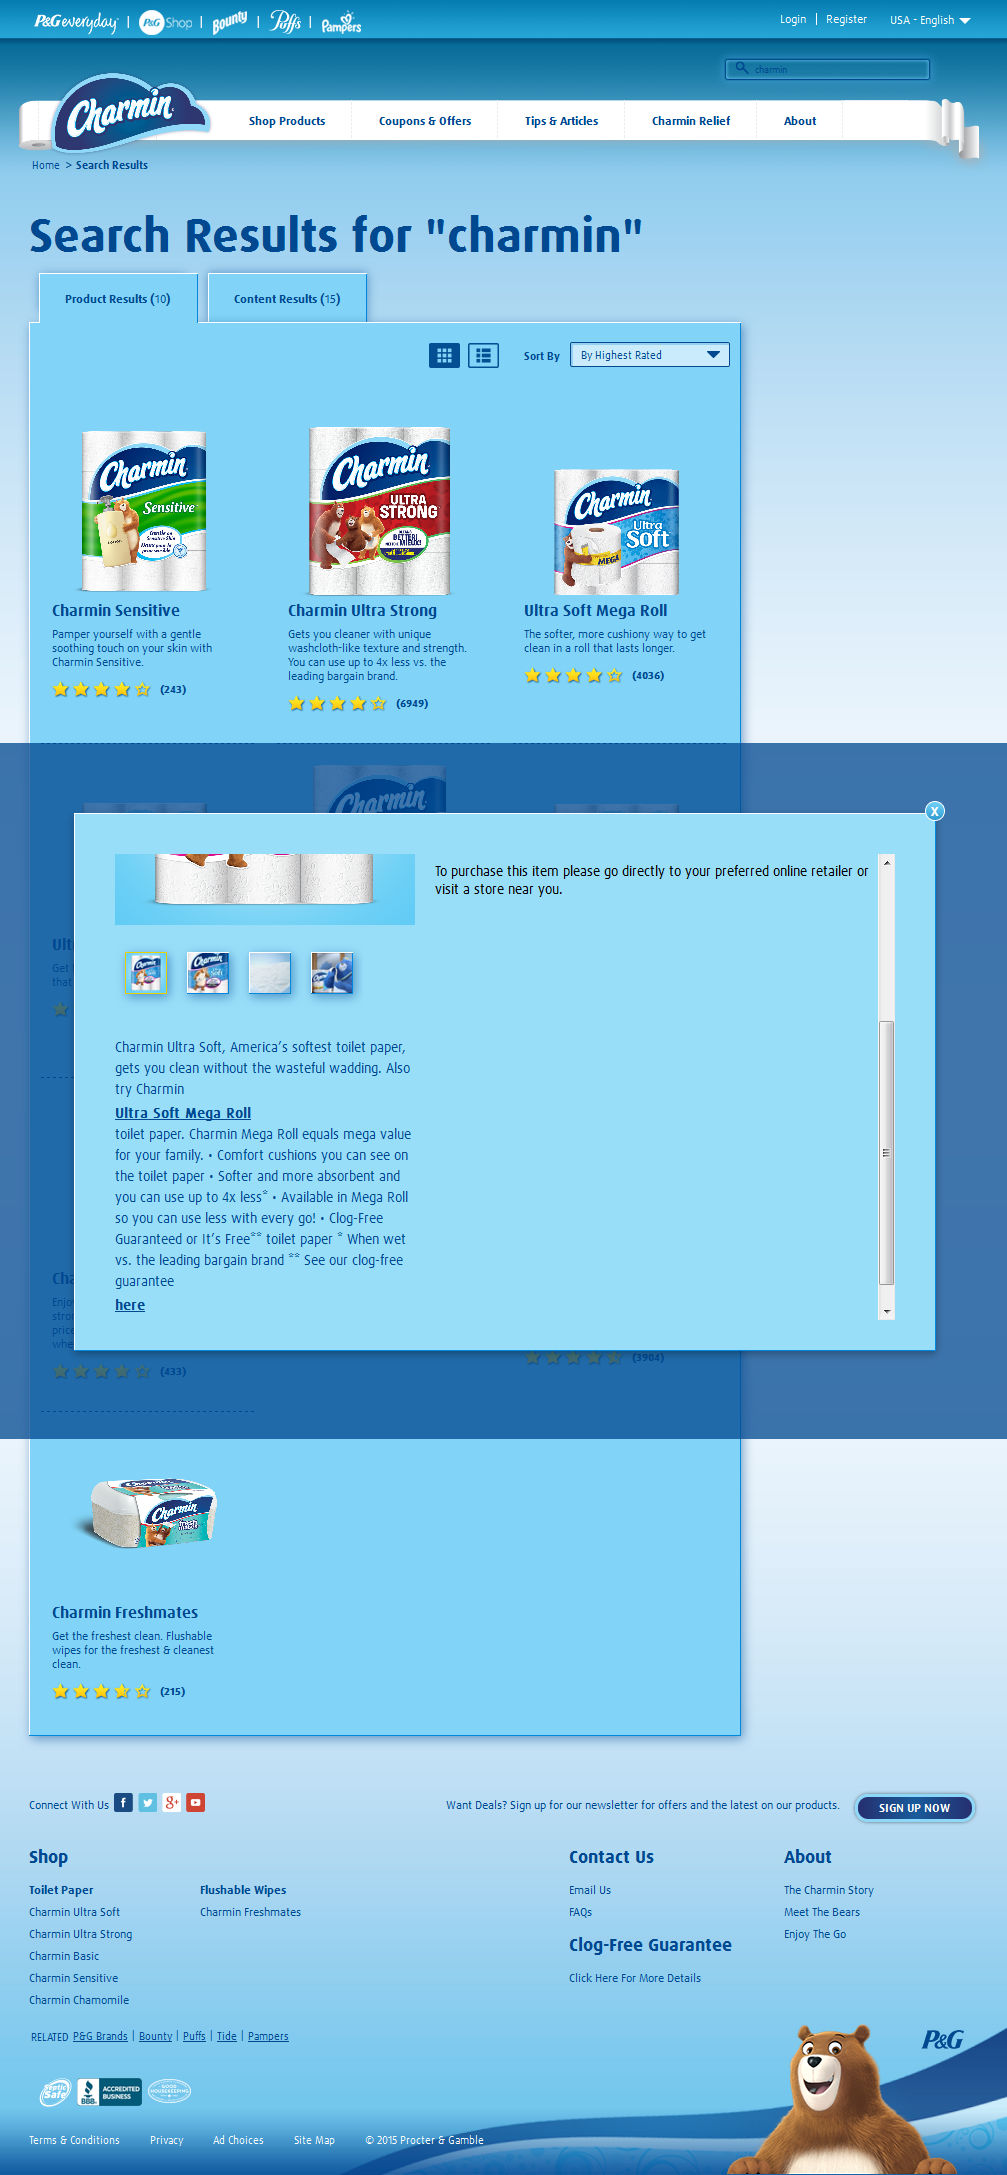 P&G everyday | P&G Shop | Bounty | Puffs | Pampers
Login | Register USA - English
charmin
Charmin
Shop Products Coupons & Offers Tips & Articles Charmin Relief About
Home > Search Results
Search Results for "charmin"
Product Results (10) Content Results (15)
Sort By By Highest Rated
Charmin
Sensitive
Charmin
ULTRA
STRONG
Charmin
Ultra
Soft
MEGA
Charmin Sensitive
Pamper yourself with a gentle
soothing touch on your skin with
Charmin Sensitive.
(243)
Charmin Ultra Strong
Gets you cleaner with unique
washcloth-like texture and strength.
You can use up to 4x less vs. the
leading bargain brand.
(6949)
Ultra Soft Mega Roll
The softer, more cushiony way to get
clean in a roll that lasts longer.
(4036)
Charmin
X
To purchase this item please go directly to your preferred online retailer or
visit a store near you.
Charmin Ultra Soft, America's softest toilet paper,
gets you clean without the wasteful wadding. Also
try Charmin
Ultra Soft Mega Roll
toilet paper. Charmin Mega Roll equals mega value
for your family. • Comfort cushions you can see on
the toilet paper • Softer and more absorbent and
you can use up to 4x less* • Available in Mega Roll
so you can use less with every go! • Clog-Free
Guaranteed or It's Free** toilet paper * When wet
vs. the leading bargain brand ** See our clog-free
guarantee
here
(433)
(3904)
Charmin
Charmin Freshmates
Get the freshest clean. Flushable
wipes for the freshest & cleanest
clean.
(215)
Connect With Us
Want Deals? Sign up for our newsletter for offers and the latest on our products. SIGN UP NOW
Shop
Toilet Paper
Charmin Ultra Soft
Charmin Ultra Strong
Charmin Basic
Charmin Sensitive
Charmin Chamomile
Flushable Wipes
Charmin Freshmates
Contact Us
Email Us
FAQs
Clog-Free Guarantee
Click Here For More Details
About
The Charmin Story
Meet The Bears
Enjoy The Go
RELATED P&G Brands | Bounty | Puffs | Tide | Pampers
P&G
Septic Safe
BBB ACCREDITED BUSINESS
GOOD HOUSEKEEPING
Terms & Conditions Privacy Ad Choices Site Map © 2015 Procter & Gamble